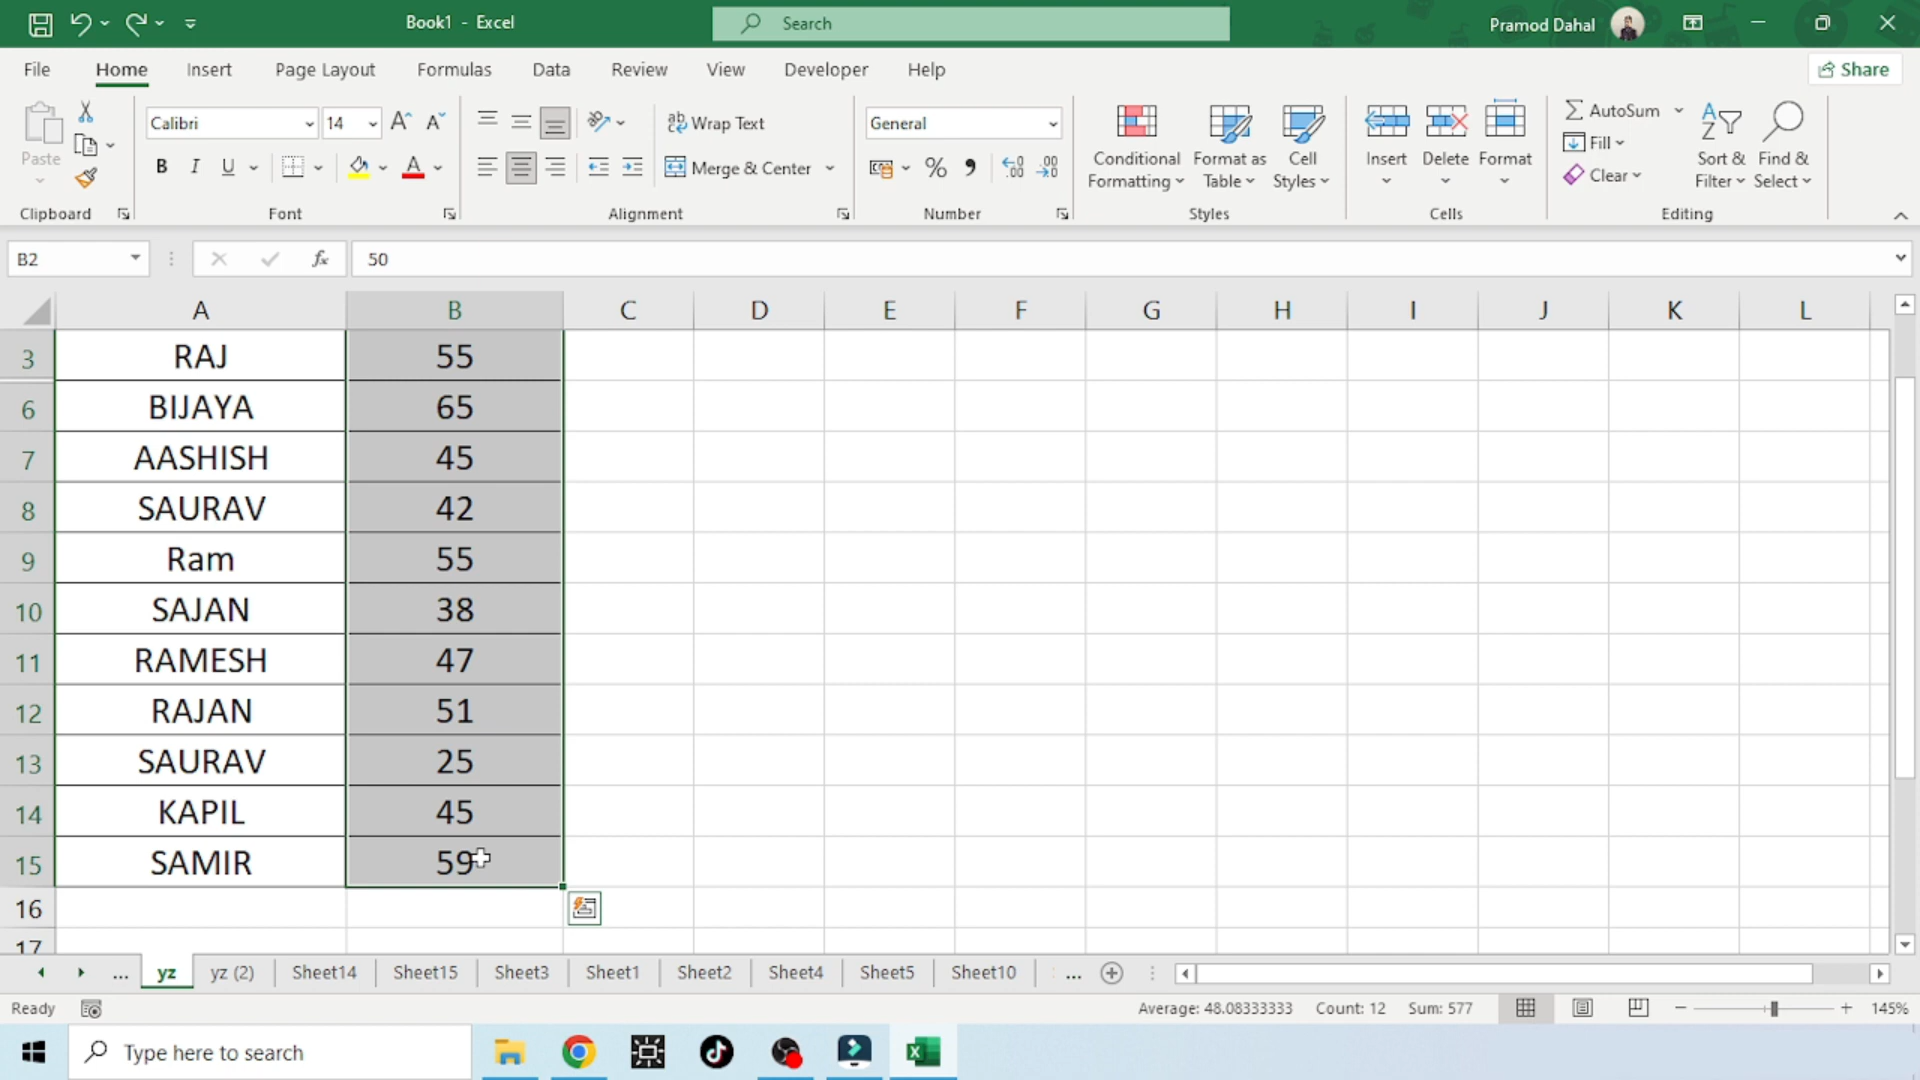 Book1 - Excel
Search
Pramod Dahal
File Home Insert Page Layout Formulas Data Review View Developer Help
Share
Paste
Calibri 14
B I U
Wrap Text
Merge & Center
General
Conditional Formatting
Format as Table
Cell Styles
Insert
Delete
Format
AutoSum
Fill
Clear
Sort & Filter
Find & Select
Clipboard Font Alignment Number Styles Cells Editing
B2 fx 50
A B C D E F G H I J K L
3 RAJ 55
6 BIJAYA 65
7 AASHISH 45
8 SAURAV 42
9 Ram 55
10 SAJAN 38
11 RAMESH 47
12 RAJAN 51
13 SAURAV 25
14 KAPIL 45
15 SAMIR 59
16
17
... yz yz (2) Sheet14 Sheet15 Sheet3 Sheet1 Sheet2 Sheet4 Sheet5 Sheet10 ...
Ready Average: 48.08333333 Count: 12 Sum: 577 145%
Type here to search